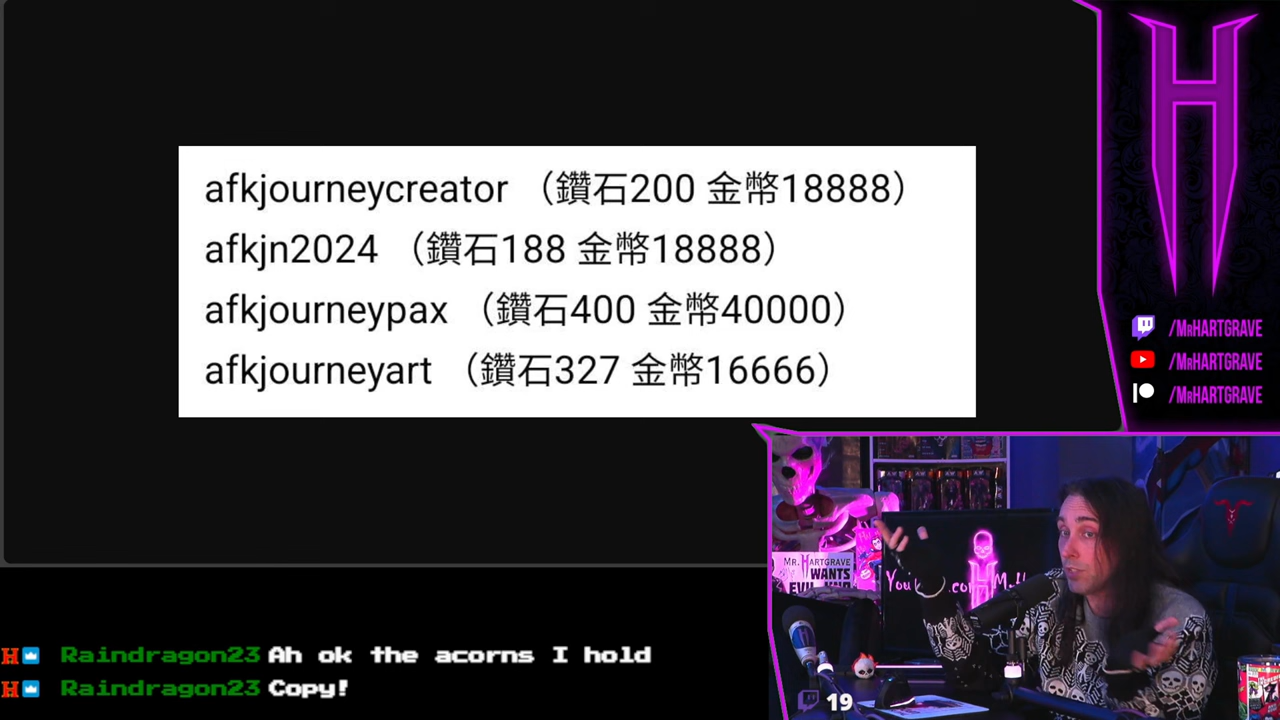 afkjourneycreator （鑽石200 金幣18888）
afkjn2024 （鑽石188 金幣18888）
afkjourneypax （鑽石400 金幣40000）
afkjourneyart （鑽石327 金幣16666）
H
/MRHARTGRAVE
/MRHARTGRAVE
/MRHARTGRAVE
MR. HARTGRAVE
WANTS
Raindragon23 Ah ok the acorns I hold
Raindragon23 Copy!
19